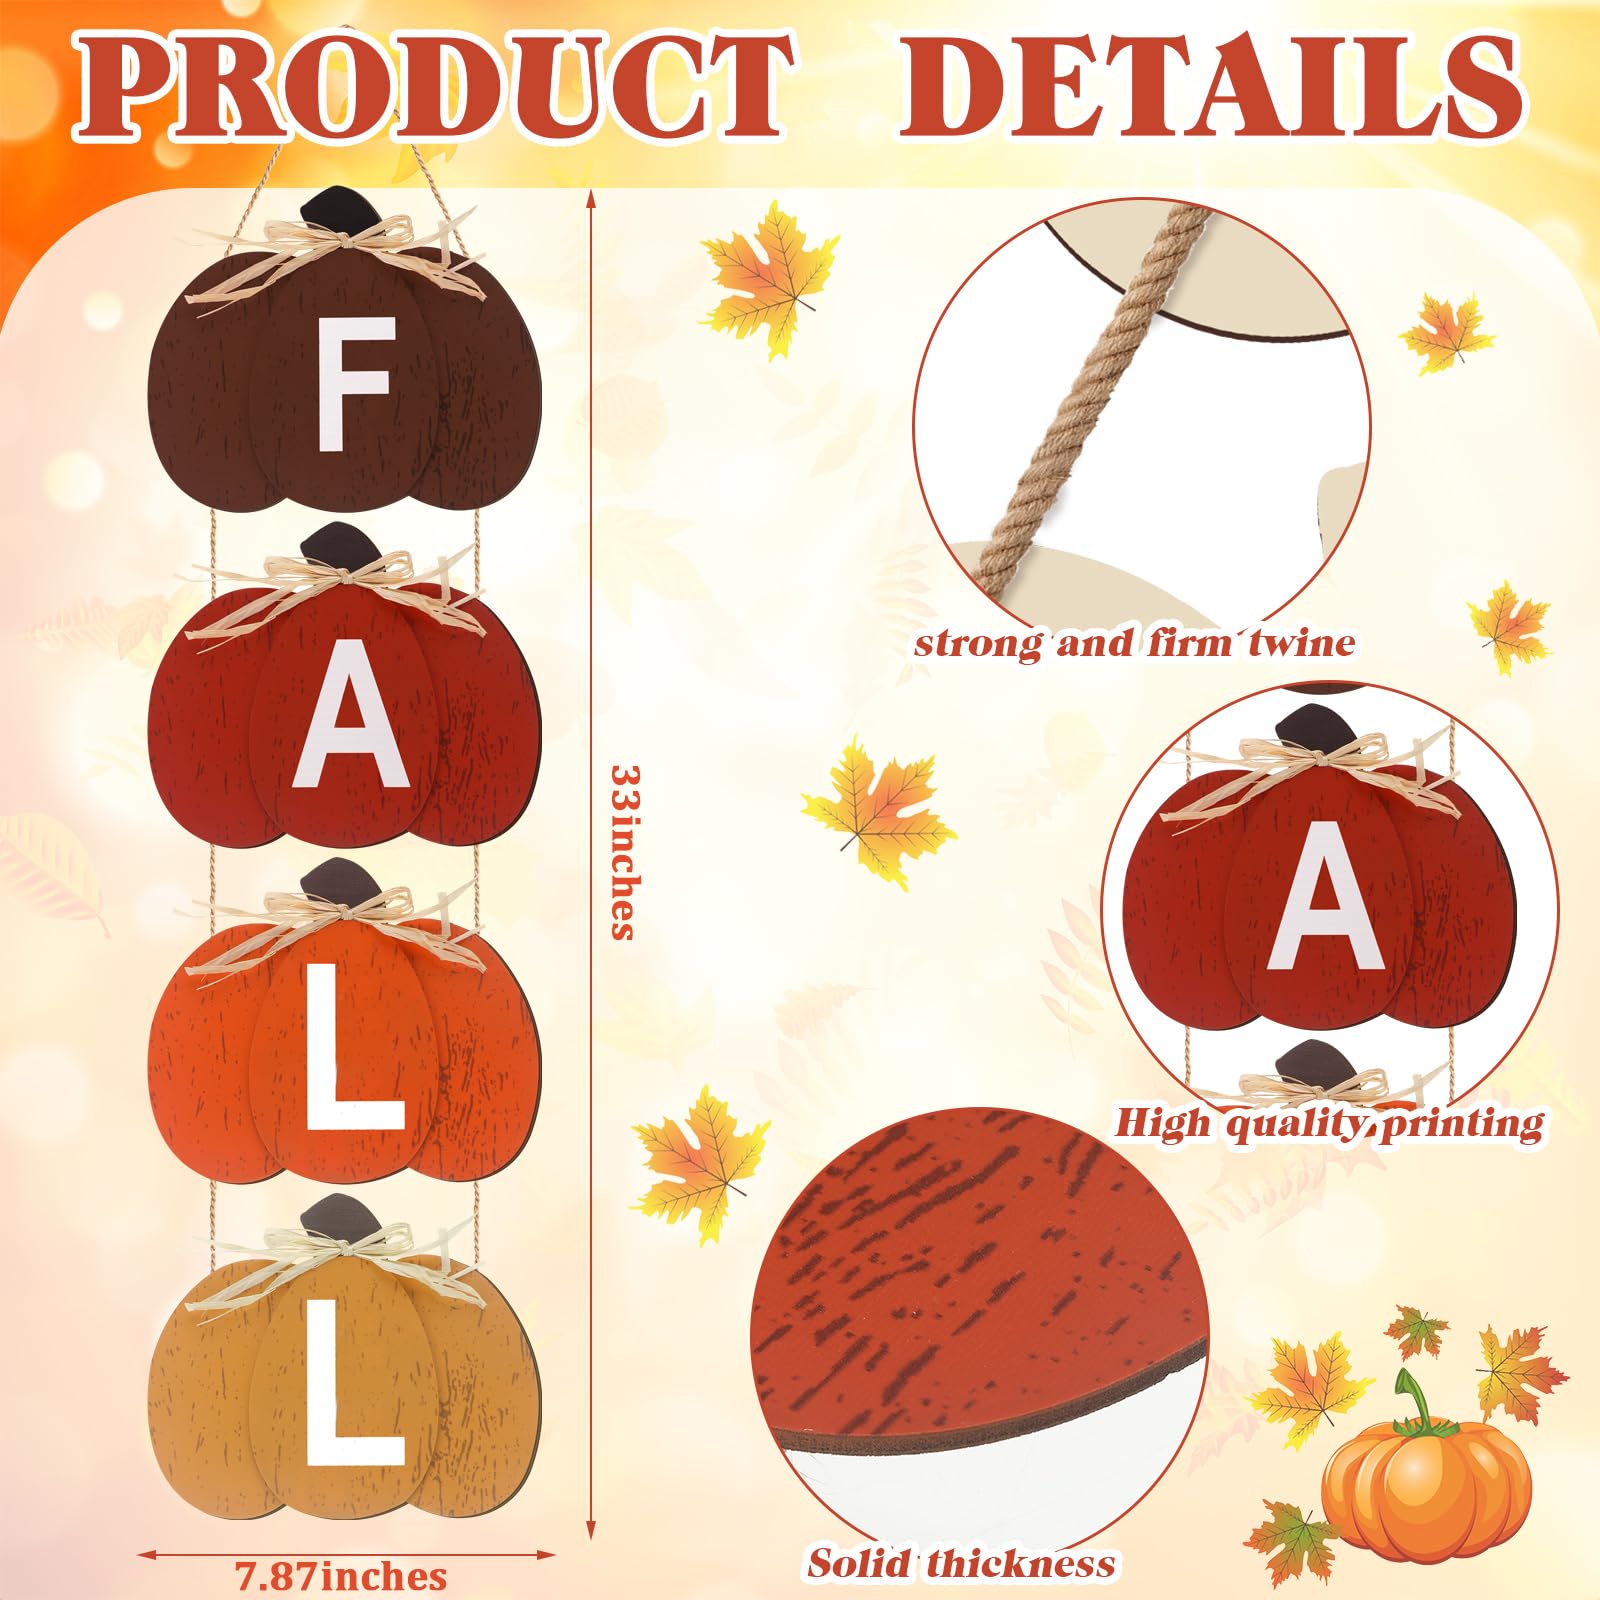 PRODUCT DETAILS
F
A
L
L
33inches
7.87inches
strong and firm twine
A
High quality printing
Solid thickness